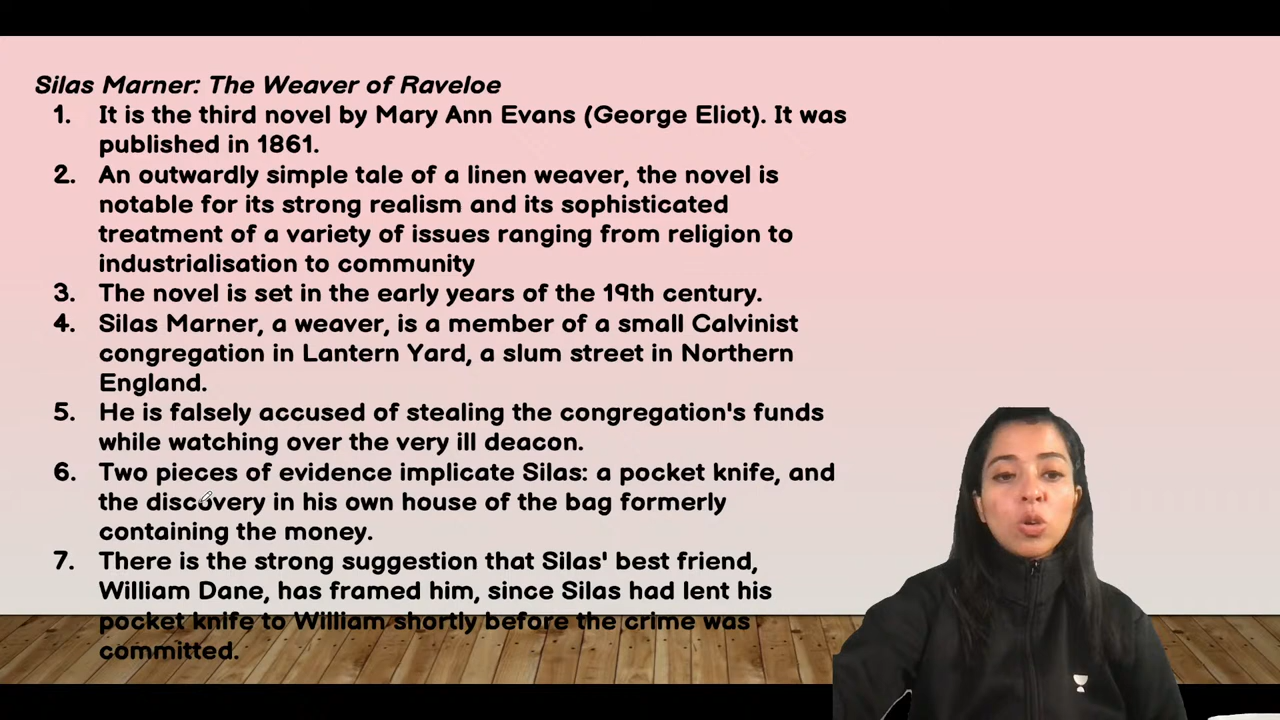 Silas Marner: The Weaver of Raveloe
1. It is the third novel by Mary Ann Evans (George Eliot). It was
published in 1861.
2. An outwardly simple tale of a linen weaver, the novel is
notable for its strong realism and its sophisticated
treatment of a variety of issues ranging from religion to
industrialisation to community
3. The novel is set in the early years of the 19th century.
4. Silas Marner, a weaver, is a member of a small Calvinist
congregation in Lantern Yard, a slum street in Northern
England.
5. He is falsely accused of stealing the congregation's funds
while watching over the very ill deacon.
6. Two pieces of evidence implicate Silas: a pocket knife, and
the discovery in his own house of the bag formerly
containing the money.
7. There is the strong suggestion that Silas' best friend,
William Dane, has framed him, since Silas had lent his
pocket knife to William shortly before the crime was
committed.